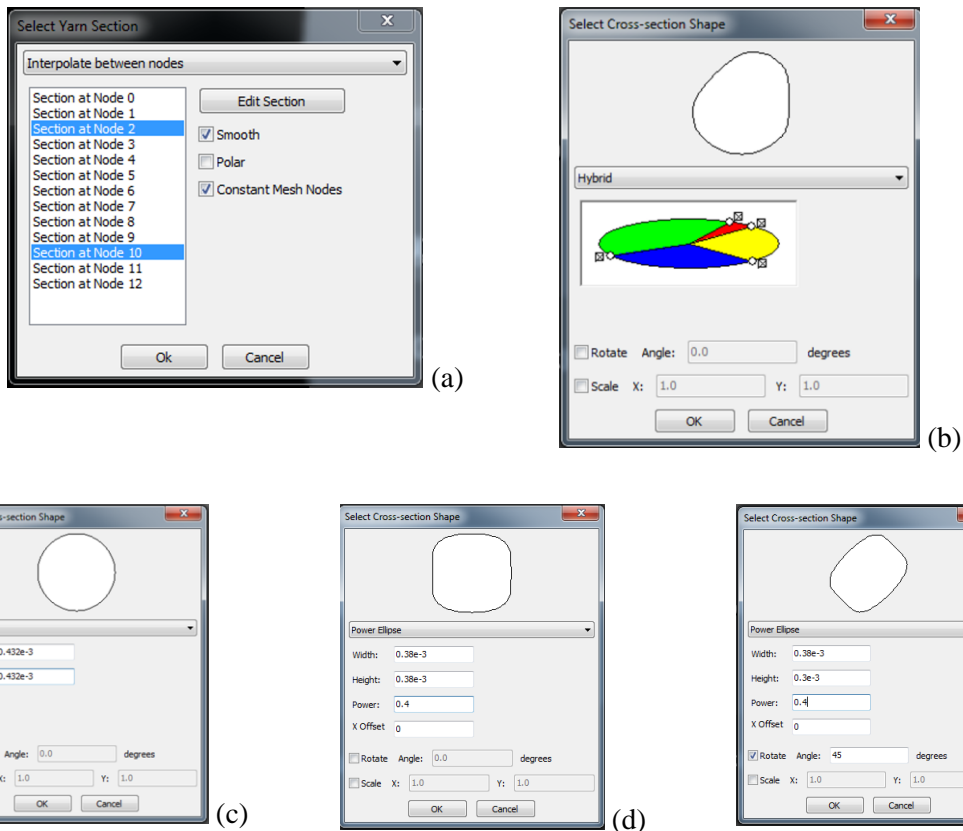 Select Yarn Section
Interpolate between nodes
Section at Node 0
Section at Node 1
Section at Node 2
Section at Node 3
Section at Node 4
Section at Node 5
Section at Node 6
Section at Node 7
Section at Node 8
Section at Node 9
Section at Node 10
Section at Node 11
Section at Node 12
Edit Section
Smooth
Polar
Constant Mesh Nodes
Ok Cancel
(a)
Select Cross-section Shape
Hybrid
Rotate Angle: 0.0 degrees
Scale X: 1.0 Y: 1.0
OK Cancel
(b)
s-section Shape
0.432e-3
0.432e-3
Angle: 0.0 degrees
X: 1.0 Y: 1.0
OK Cancel
(c)
Select Cross-section Shape
Power Ellipse
Width: 0.38e-3
Height: 0.38e-3
Power: 0.4
X Offset 0
Rotate Angle: 0.0 degrees
Scale X: 1.0 Y: 1.0
OK Cancel
(d)
Select Cross-section Shape
Power Ellipse
Width: 0.38e-3
Height: 0.3e-3
Power: 0.4
X Offset 0
Rotate Angle: 45 degrees
Scale X: 1.0 Y: 1.0
OK Cancel